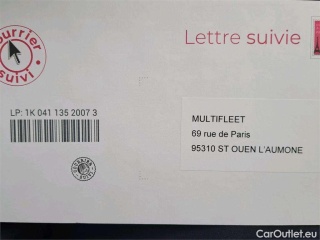 Courrier
suivi
Lettre suivie
LP: 1K 041 135 2007 3
MULTIFLEET
69 rue de Paris
95310 ST OUEN L'AUMONE
CarOutlet.eu